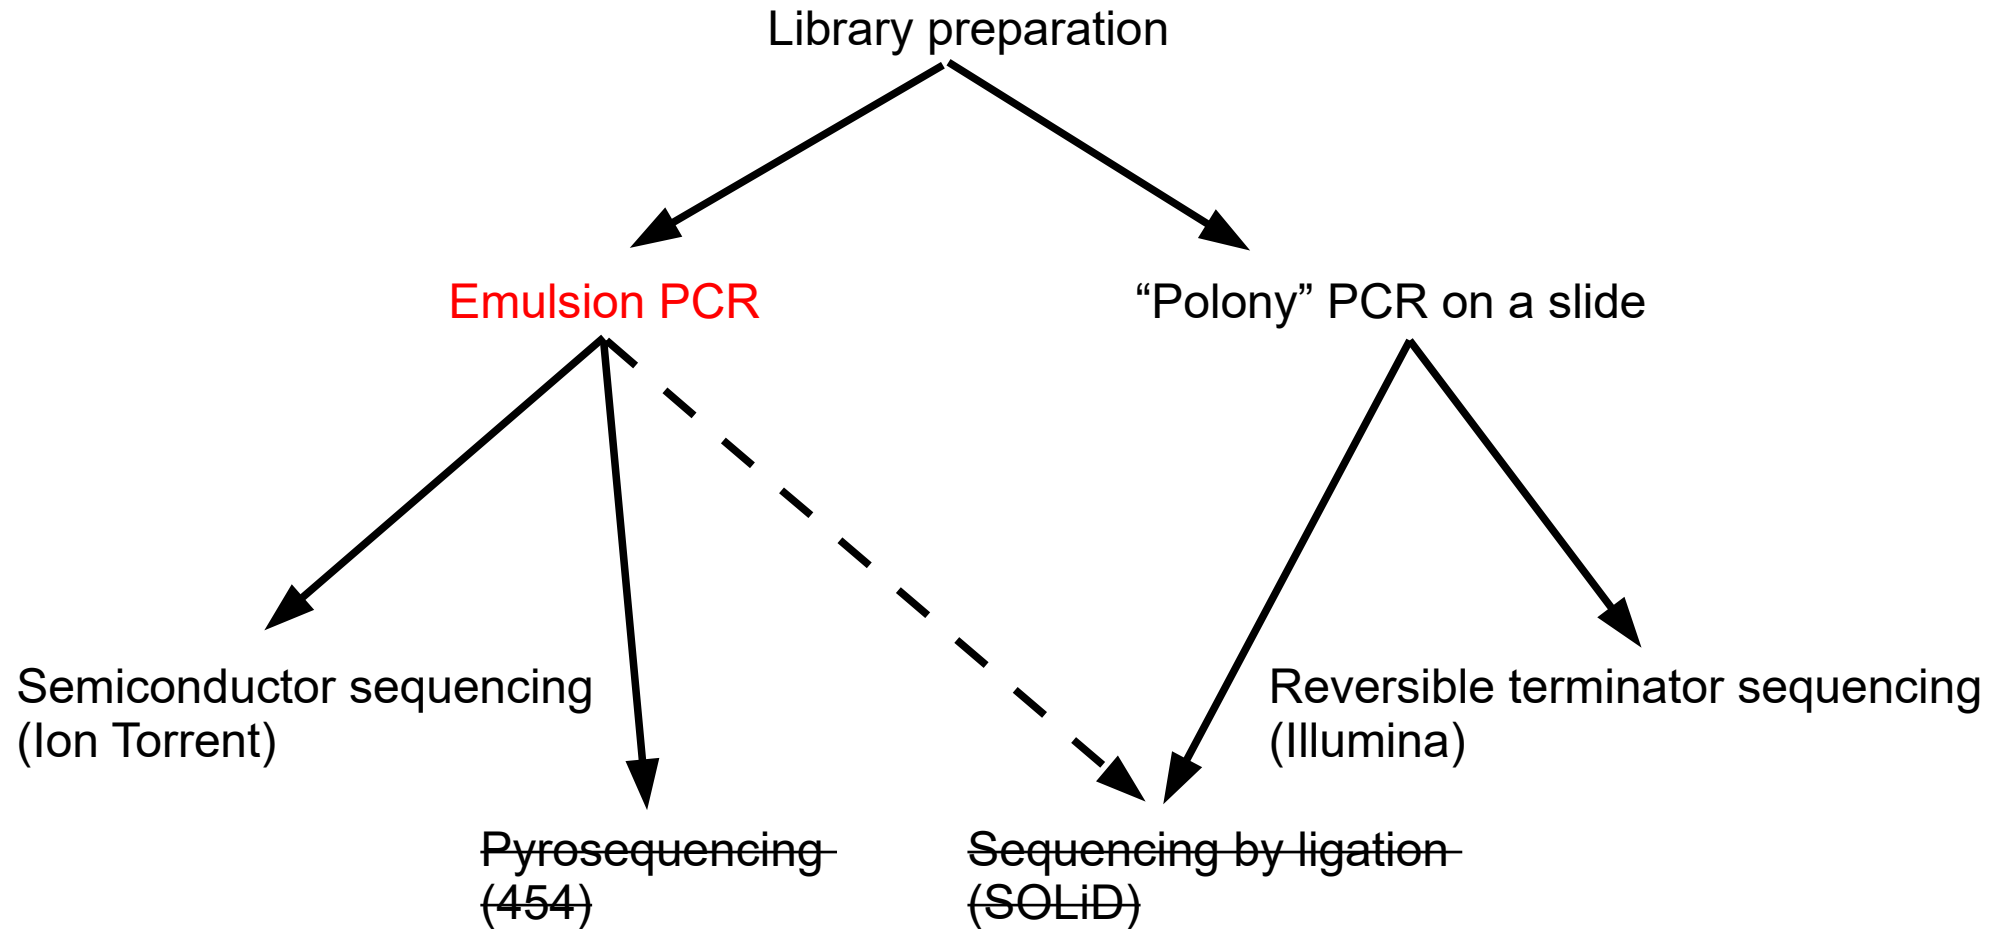 Library preparation
Emulsion PCR
“Polony” PCR on a slide
Semiconductor sequencing
(Ion Torrent)
Reversible terminator sequencing
(Illumina)
Pyrosequencing
(454)
Sequencing by ligation
(SOLiD)